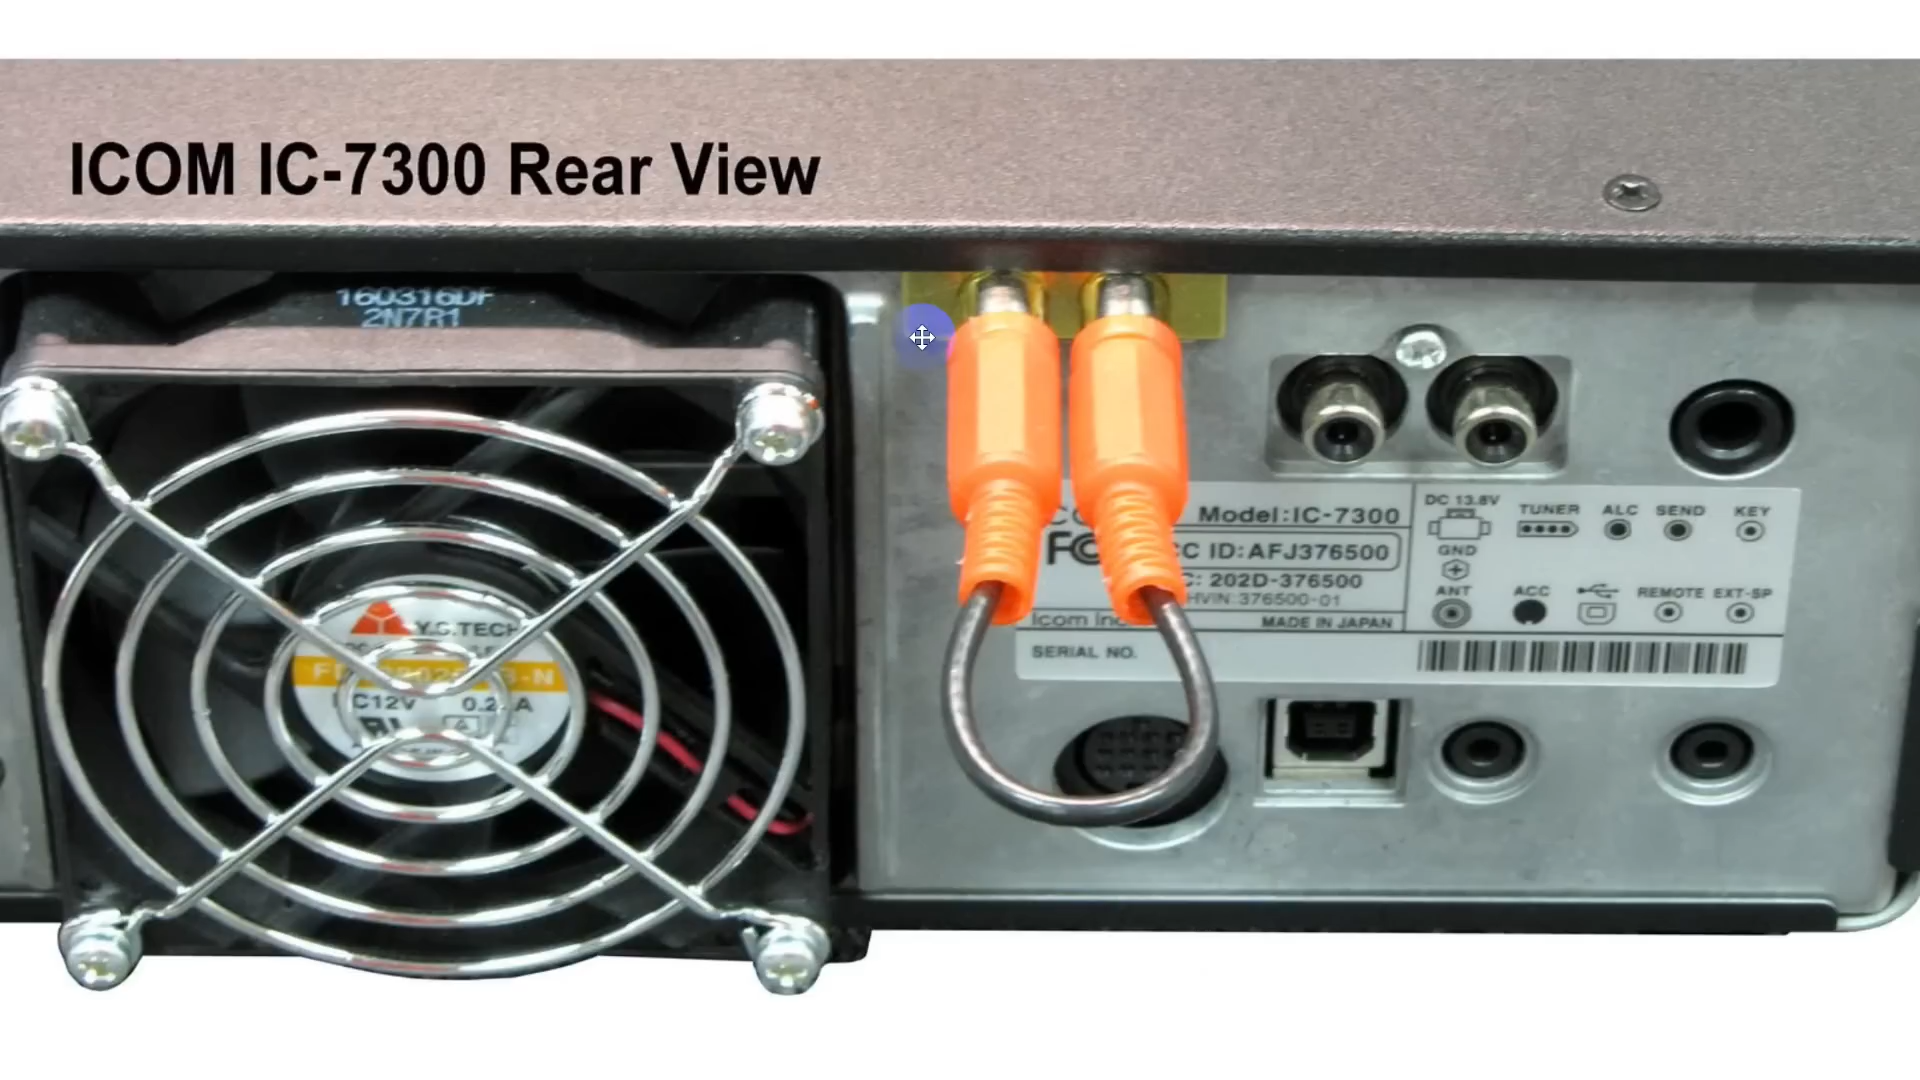 ICOM IC-7300 Rear View
160316DF
2N7R1
Y.S.TECH
DC 13.8V
TUNER ALC SEND KEY
Model:IC-7300
GND
ID:AFJ376500
202D-376500
HVIN:376500-01
ANT ACC REMOTE EXT-SP
Icom Inc.
MADE IN JAPAN
SERIAL NO.